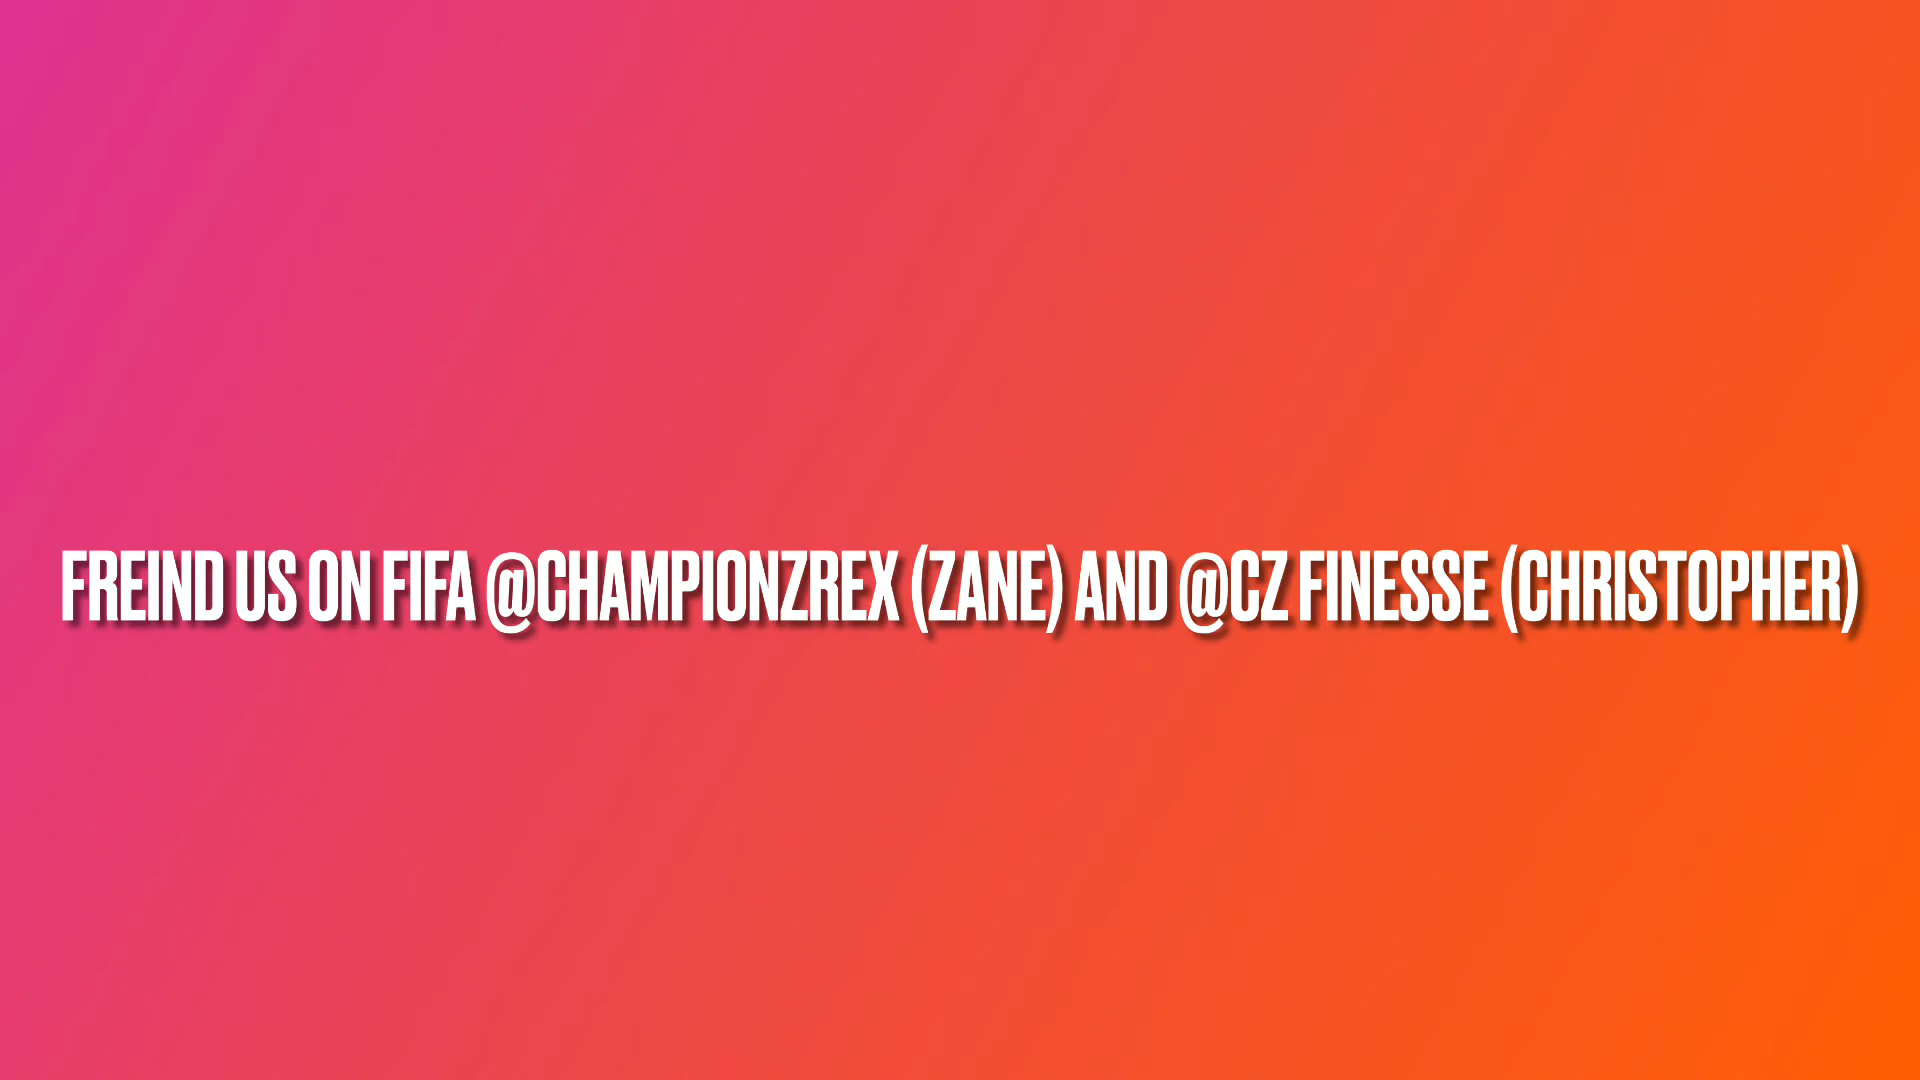 FREIND US ON FIFA @CHAMPIONZREX (ZANE) AND @CZ FINESSE (CHRISTOPHER)